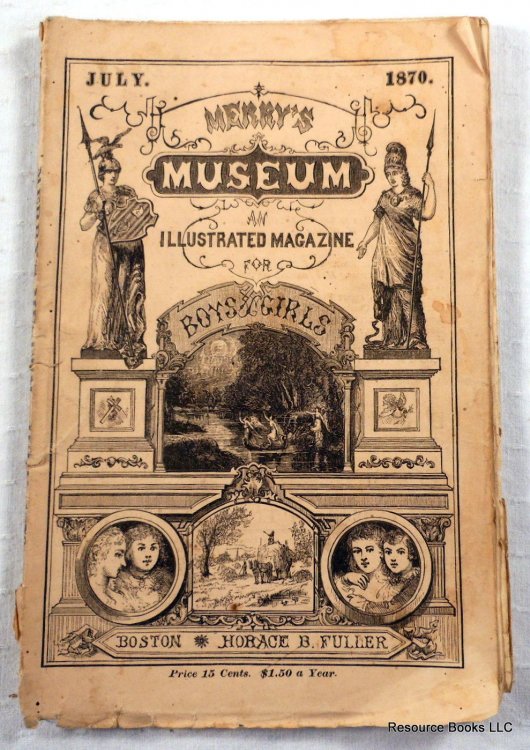 JULY. 1870.
MERRY'S
MUSEUM
AN
ILLUSTRATED MAGAZINE
FOR
BOYS & GIRLS
BOSTON ❋ HORACE B. FULLER
Price 15 Cents. $1.50 a Year.
Resource Books LLC